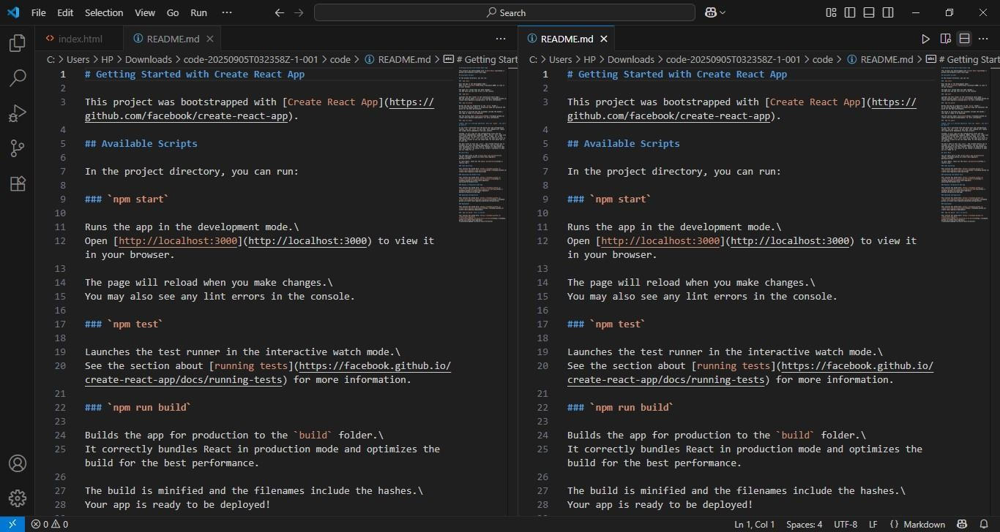 File Edit Selection View Go Run ··· Search
index.html README.md
C: > Users > HP > Downloads > code-20250905T032358Z-1-001 > code > README.md > # Getting Start
1 # Getting Started with Create React App
2
3 This project was bootstrapped with [Create React App](https://
github.com/facebook/create-react-app).
4
5 ## Available Scripts
6
7 In the project directory, you can run:
8
9 ### `npm start`
10
11 Runs the app in the development mode.\
12 Open [http://localhost:3000](http://localhost:3000) to view it
in your browser.
13
14 The page will reload when you make changes.\
15 You may also see any lint errors in the console.
16
17 ### `npm test`
18
19 Launches the test runner in the interactive watch mode.\
20 See the section about [running tests](https://facebook.github.io/
create-react-app/docs/running-tests) for more information.
21
22 ### `npm run build`
23
24 Builds the app for production to the `build` folder.\
25 It correctly bundles React in production mode and optimizes the
build for the best performance.
26
27 The build is minified and the filenames include the hashes.\
28 Your app is ready to be deployed!
README.md
C: > Users > HP > Downloads > code-20250905T032358Z-1-001 > code > README.md > # Getting Start
1 # Getting Started with Create React App
2
3 This project was bootstrapped with [Create React App](https://
github.com/facebook/create-react-app).
4
5 ## Available Scripts
6
7 In the project directory, you can run:
8
9 ### `npm start`
10
11 Runs the app in the development mode.\
12 Open [http://localhost:3000](http://localhost:3000) to view it
in your browser.
13
14 The page will reload when you make changes.\
15 You may also see any lint errors in the console.
16
17 ### `npm test`
18
19 Launches the test runner in the interactive watch mode.\
20 See the section about [running tests](https://facebook.github.io/
create-react-app/docs/running-tests) for more information.
21
22 ### `npm run build`
23
24 Builds the app for production to the `build` folder.\
25 It correctly bundles React in production mode and optimizes the
build for the best performance.
26
27 The build is minified and the filenames include the hashes.\
28 Your app is ready to be deployed!
0 0 Ln 1, Col 1 Spaces: 4 UTF-8 LF {} Markdown